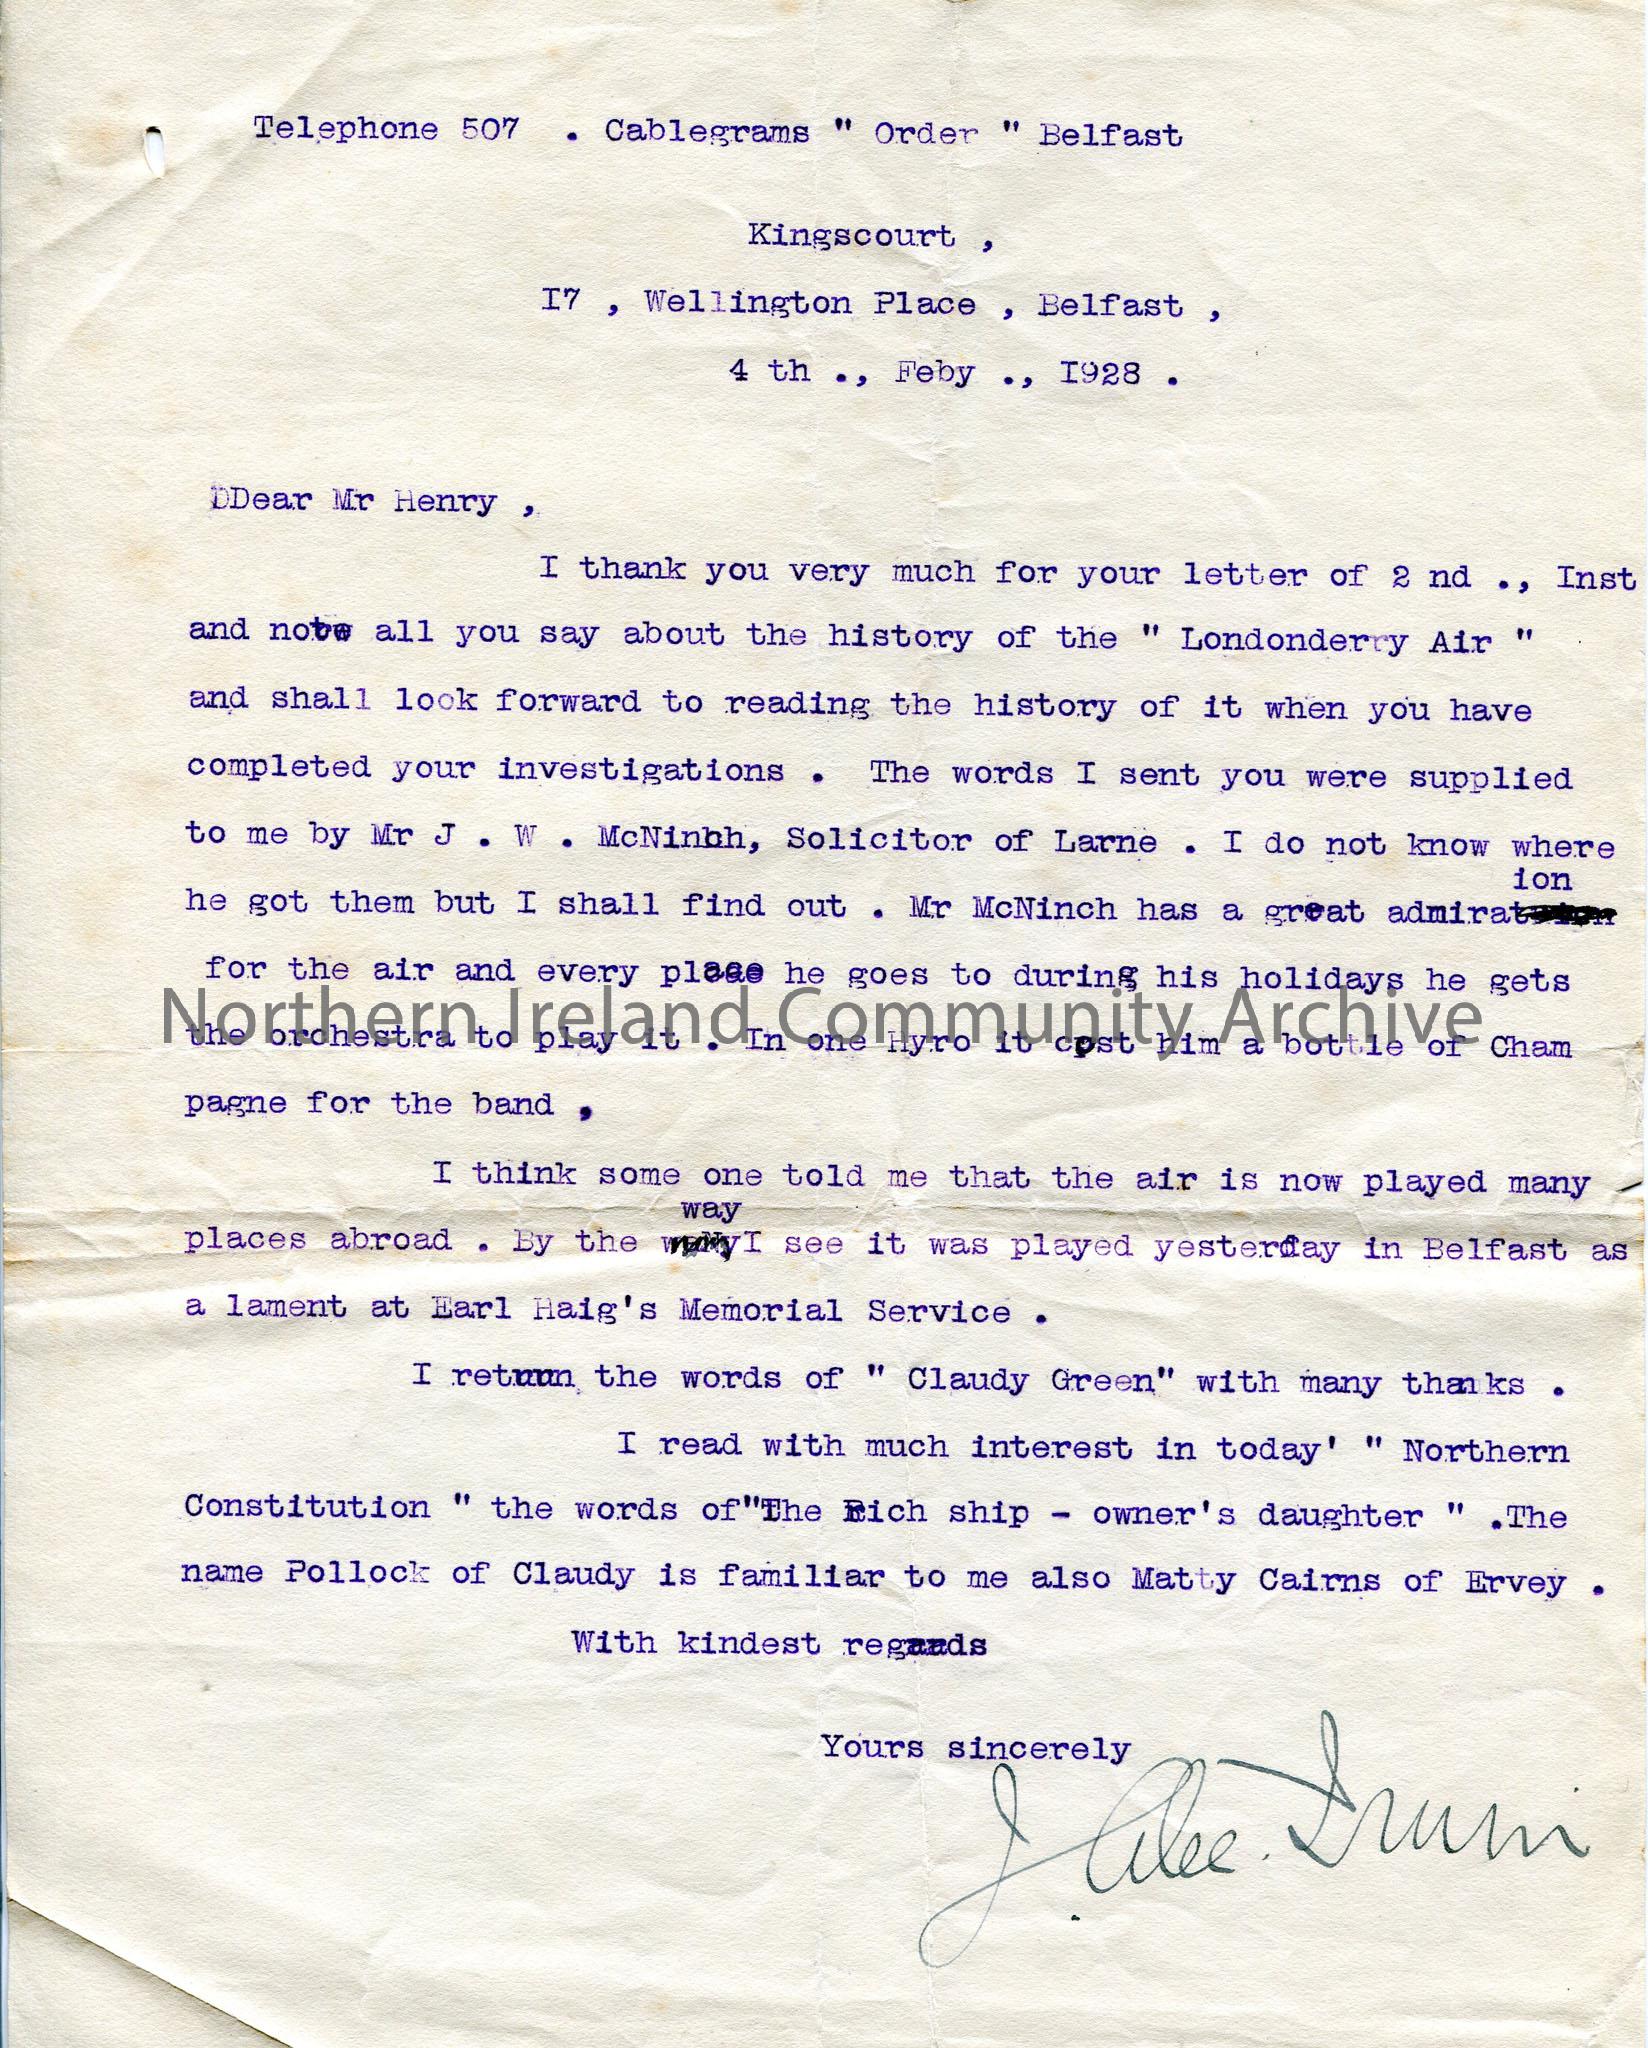 Telephone 507 . Cablegrams " Order " Belfast
Kingscourt ,
I7 , Wellington Place , Belfast ,
4 th ., Feby ., I928 .
DDear Mr Henry ,
I thank you very much for your letter of 2 nd ., Inst
and note all you say about the history of the " Londonderry Air "
and shall look forward to reading the history of it when you have
completed your investigations . The words I sent you were supplied
to me by Mr J . W . McNinch, Solicitor of Larne . I do not know where
ion
he got them but I shall find out . Mr McNinch has a great admirat
for the air and every place he goes to during his holidays he gets
Northern Ireland Community Archive
the orchestra to play it . In one Hyro it cost him a bottle of Cham
pagne for the band ,
I think some one told me that the air is now played many
way
places abroad . By the I see it was played yesterday in Belfast as
a lament at Earl Haig's Memorial Service .
I return the words of " Claudy Green" with many thanks .
I read with much interest in today' " Northern
Constitution " the words of"The Rich ship - owner's daughter " .The
name Pollock of Claudy is familiar to me also Matty Cairns of Ervey .
With kindest regards
Yours sincerely
J. Alec. Irwin